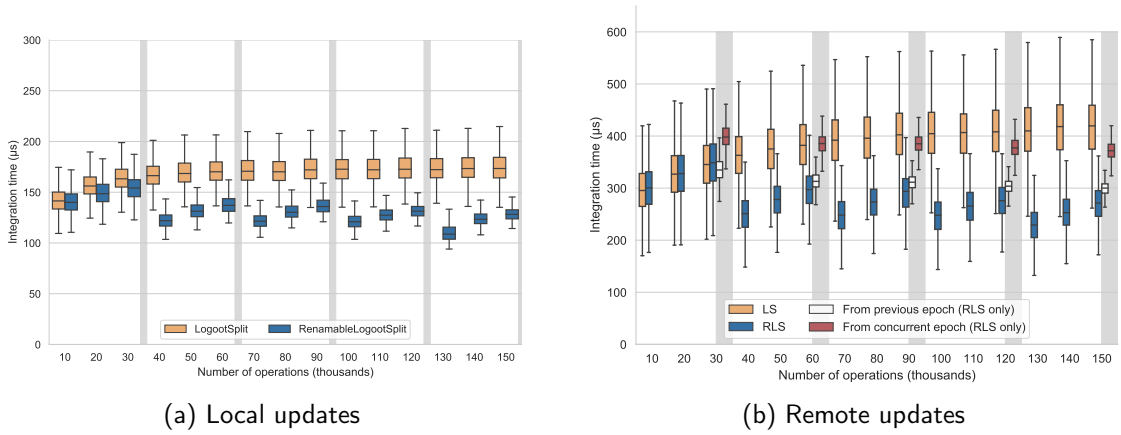 300
250
200
150
100
50
0
Integration time (µs)
LogootSplit
RenamableLogootSplit
10 20 30 40 50 60 70 80 90 100 110 120 130 140 150
Number of operations (thousands)
(a) Local updates
600
500
400
300
200
100
0
Integration time (µs)
LS
RLS
From previous epoch (RLS only)
From concurrent epoch (RLS only)
10 20 30 40 50 60 70 80 90 100 110 120 130 140 150
Number of operations (thousands)
(b) Remote updates